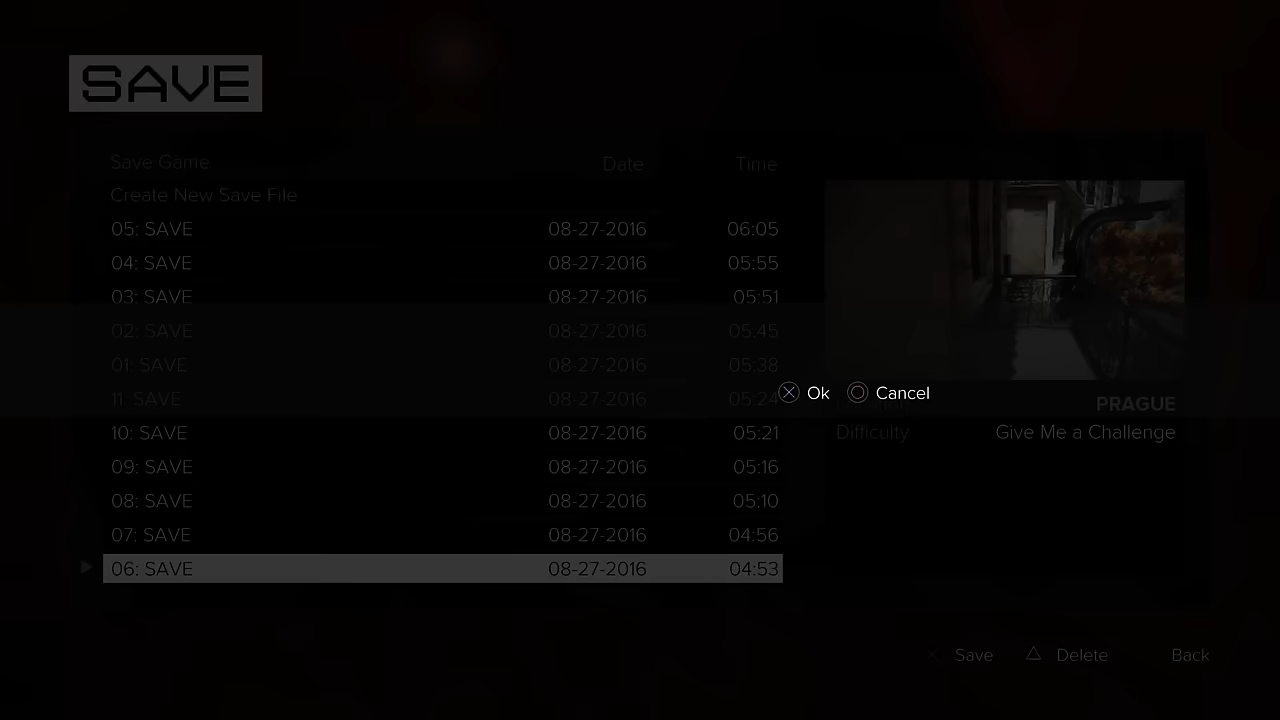 SAVE
Save Game Date Time
Create New Save File
05: SAVE 08-27-2016 06:05
04: SAVE 08-27-2016 05:55
03: SAVE 08-27-2016 05:51
02: SAVE 08-27-2016 05:45
01: SAVE 08-27-2016 05:38
11: SAVE 08-27-2016 05:24
Ok Cancel
PRAGUE
10: SAVE 08-27-2016 05:21
Difficulty Give Me a Challenge
09: SAVE 08-27-2016 05:16
08: SAVE 08-27-2016 05:10
07: SAVE 08-27-2016 04:56
06: SAVE 08-27-2016 04:53
Save Delete Back